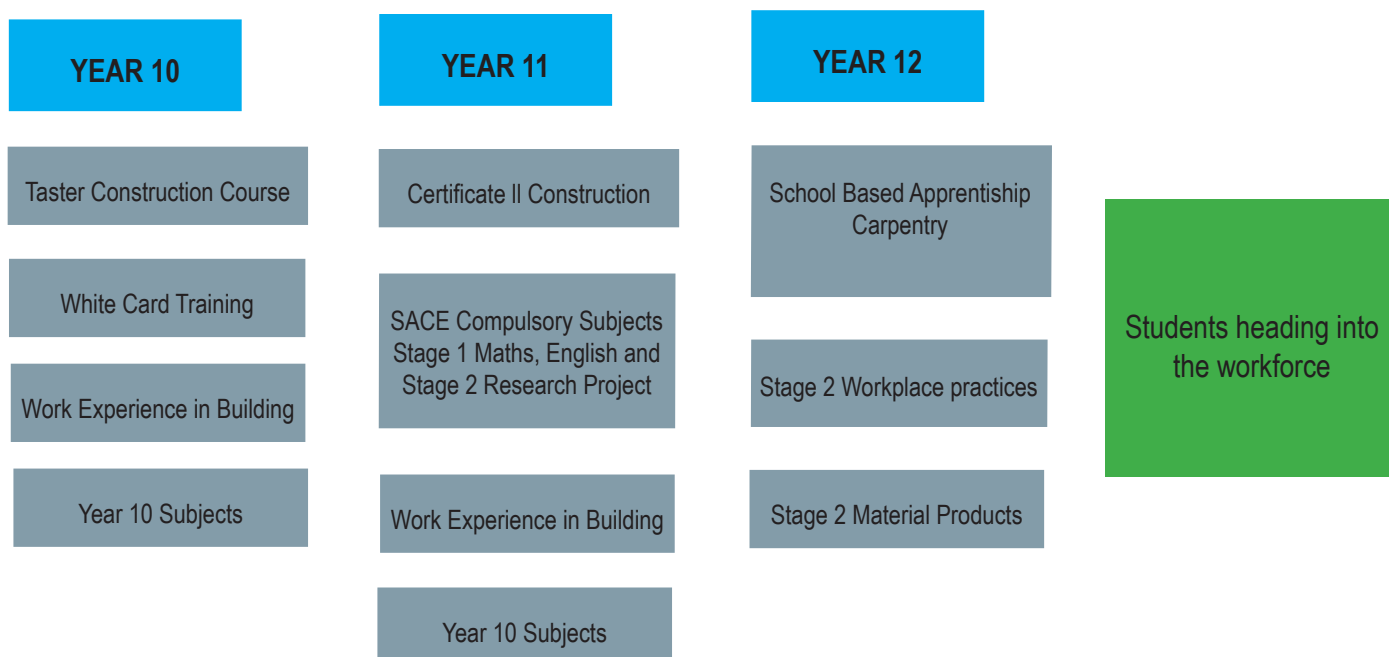 YEAR 10
Taster Construction Course
White Card Training
Work Experience in Building
Year 10 Subjects
YEAR 11
Certificate II Construction
SACE Compulsory Subjects
Stage 1 Maths, English and
Stage 2 Research Project
Work Experience in Building
Year 10 Subjects
YEAR 12
School Based Apprentiship
Carpentry
Stage 2 Workplace practices
Stage 2 Material Products
Students heading into
the workforce